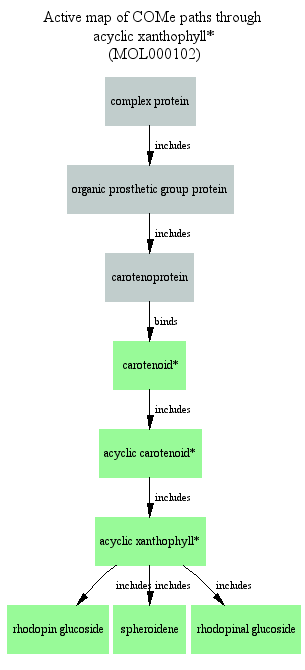 Active map of COMe paths through
acyclic xanthophyll*
(MOL000102)
complex protein
includes
organic prosthetic group protein
includes
carotenoprotein
binds
carotenoid*
includes
acyclic carotenoid*
includes
acyclic xanthophyll*
includes includes includes
rhodopin glucoside spheroidene rhodopinal glucoside